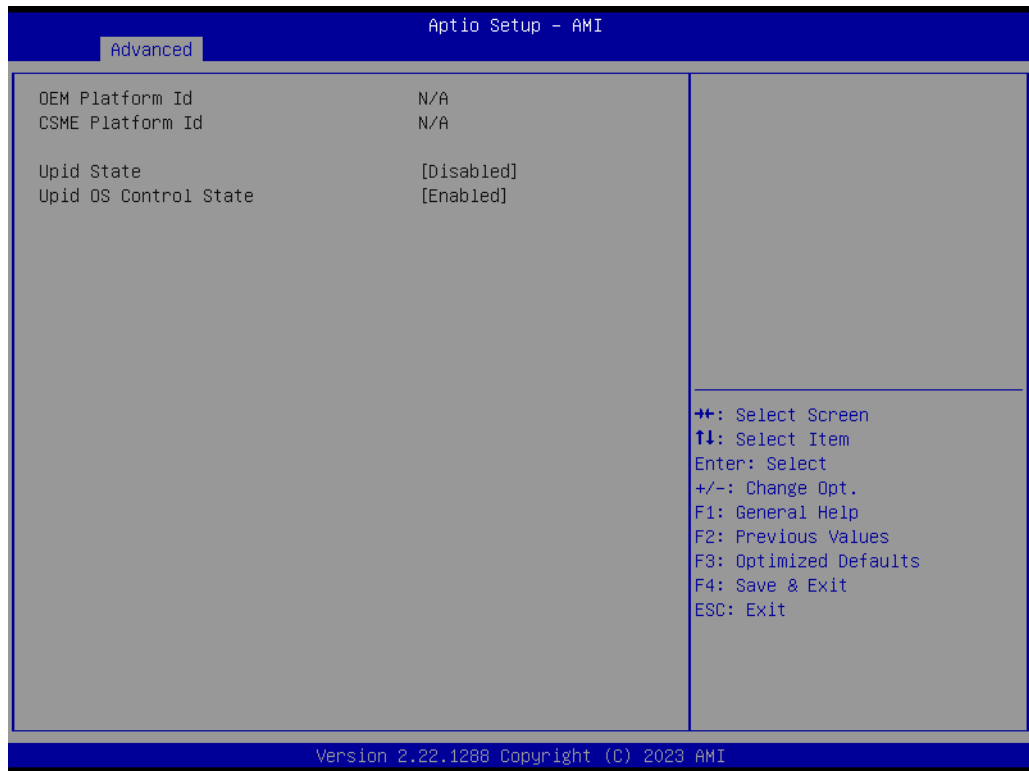 Aptio Setup – AMI
Advanced
OEM Platform Id N/A
CSME Platform Id N/A
Upid State [Disabled]
Upid OS Control State [Enabled]
→←: Select Screen
↑↓: Select Item
Enter: Select
+/-: Change Opt.
F1: General Help
F2: Previous Values
F3: Optimized Defaults
F4: Save & Exit
ESC: Exit
Version 2.22.1288 Copyright (C) 2023 AMI